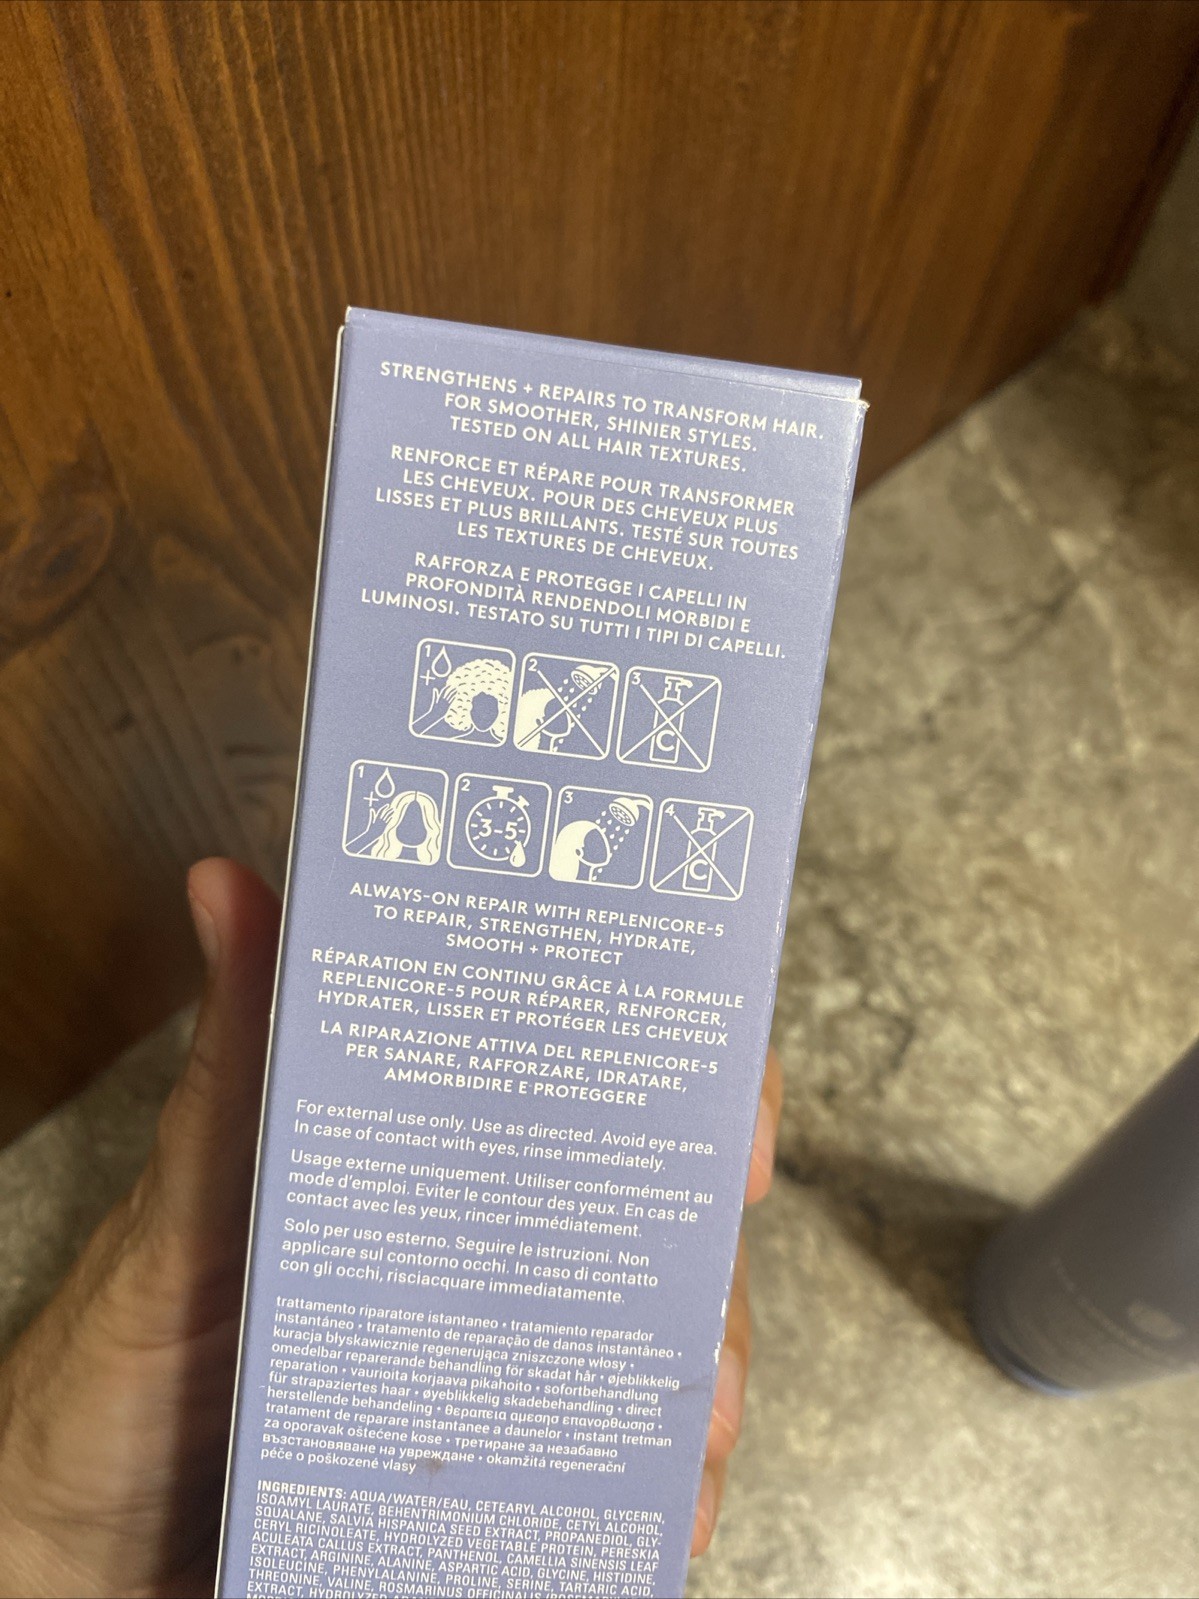 STRENGTHENS + REPAIRS TO TRANSFORM HAIR.
FOR SMOOTHER, SHINIER STYLES.
TESTED ON ALL HAIR TEXTURES.
RENFORCE ET RÉPARE POUR TRANSFORMER
LES CHEVEUX. POUR DES CHEVEUX PLUS
LISSES ET PLUS BRILLANTS. TESTÉ SUR TOUTES
LES TEXTURES DE CHEVEUX.
RAFFORZA E PROTEGGE I CAPELLI IN
PROFONDITÀ RENDENDOLI MORBIDI E
LUMINOSI. TESTATO SU TUTTI I TIPI DI CAPELLI.
1 + 2 3 C
1 + 2 3-5 3 4 C
ALWAYS-ON REPAIR WITH REPLENICORE-5
TO REPAIR, STRENGTHEN, HYDRATE,
SMOOTH + PROTECT
RÉPARATION EN CONTINU GRÂCE À LA FORMULE
REPLENICORE-5 POUR RÉPARER, RENFORCER,
HYDRATER, LISSER ET PROTÉGER LES CHEVEUX
LA RIPARAZIONE ATTIVA DEL REPLENICORE-5
PER SANARE, RAFFORZARE, IDRATARE,
AMMORBIDIRE E PROTEGGERE
For external use only. Use as directed. Avoid eye area.
In case of contact with eyes, rinse immediately.
Usage externe uniquement. Utiliser conformément au
mode d'emploi. Eviter le contour des yeux. En cas de
contact avec les yeux, rincer immédiatement.
Solo per uso esterno. Seguire le istruzioni. Non
applicare sul contorno occhi. In caso di contatto
con gli occhi, risciacquare immediatamente.
trattamento riparatore istantaneo • tratamiento reparador
instantáneo • tratamento de reparação de danos instantâneo •
kuracja błyskawicznie regenerująca zniszczone włosy •
omedelbar reparerande behandling för skadat hår • øjeblikkelig
reparation • vaurioita korjaava pikahoito • sofortbehandlung
für strapaziertes haar • øyeblikkelig skadebehandling • direct
herstellende behandeling • θεραπεια αμεσησ επανορθωσησ •
tratament de reparare instantanee a daunelor • instant tretman
za oporavak oštećene kose • третиране за незабавно
възстановяване на увреждане • okamžitá regenerační
péče o poškozené vlasy
INGREDIENTS: AQUA/WATER/EAU, CETEARYL ALCOHOL, GLYCERIN,
ISOAMYL LAURATE, BEHENTRIMONIUM CHLORIDE, CETYL ALCOHOL,
SQUALANE, SALVIA HISPANICA SEED EXTRACT, PROPANEDIOL, GLY-
CERYL RICINOLEATE, HYDROLYZED VEGETABLE PROTEIN, PERESKIA
ACULEATA CALLUS EXTRACT, PANTHENOL, CAMELLIA SINENSIS LEAF
EXTRACT, ARGININE, ALANINE, ASPARTIC ACID, GLYCINE, HISTIDINE,
ISOLEUCINE, PHENYLALANINE, PROLINE, SERINE, TARTARIC ACID,
THREONINE, VALINE, ROSMARINUS OFFICINALIS
EXTRACT, HYDROLYZED